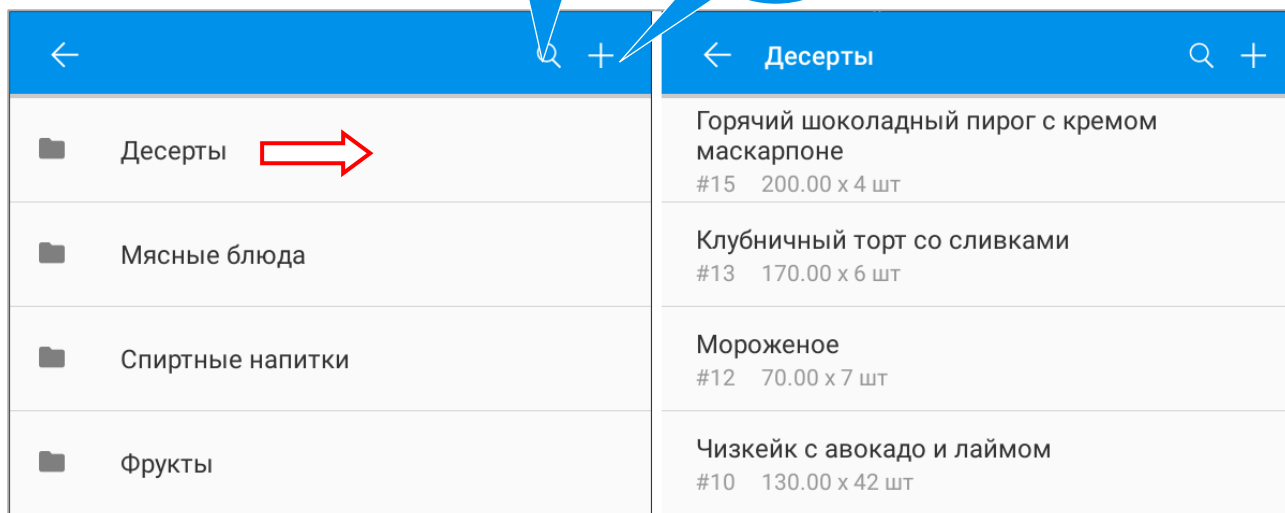 Десерты
Мясные блюда
Спиртные напитки
Фрукты
Десерты
Горячий шоколадный пирог с кремом
маскарпоне
#15 200.00 x 4 шт
Клубничный торт со сливками
#13 170.00 x 6 шт
Мороженое
#12 70.00 x 7 шт
Чизкейк с авокадо и лаймом
#10 130.00 x 42 шт